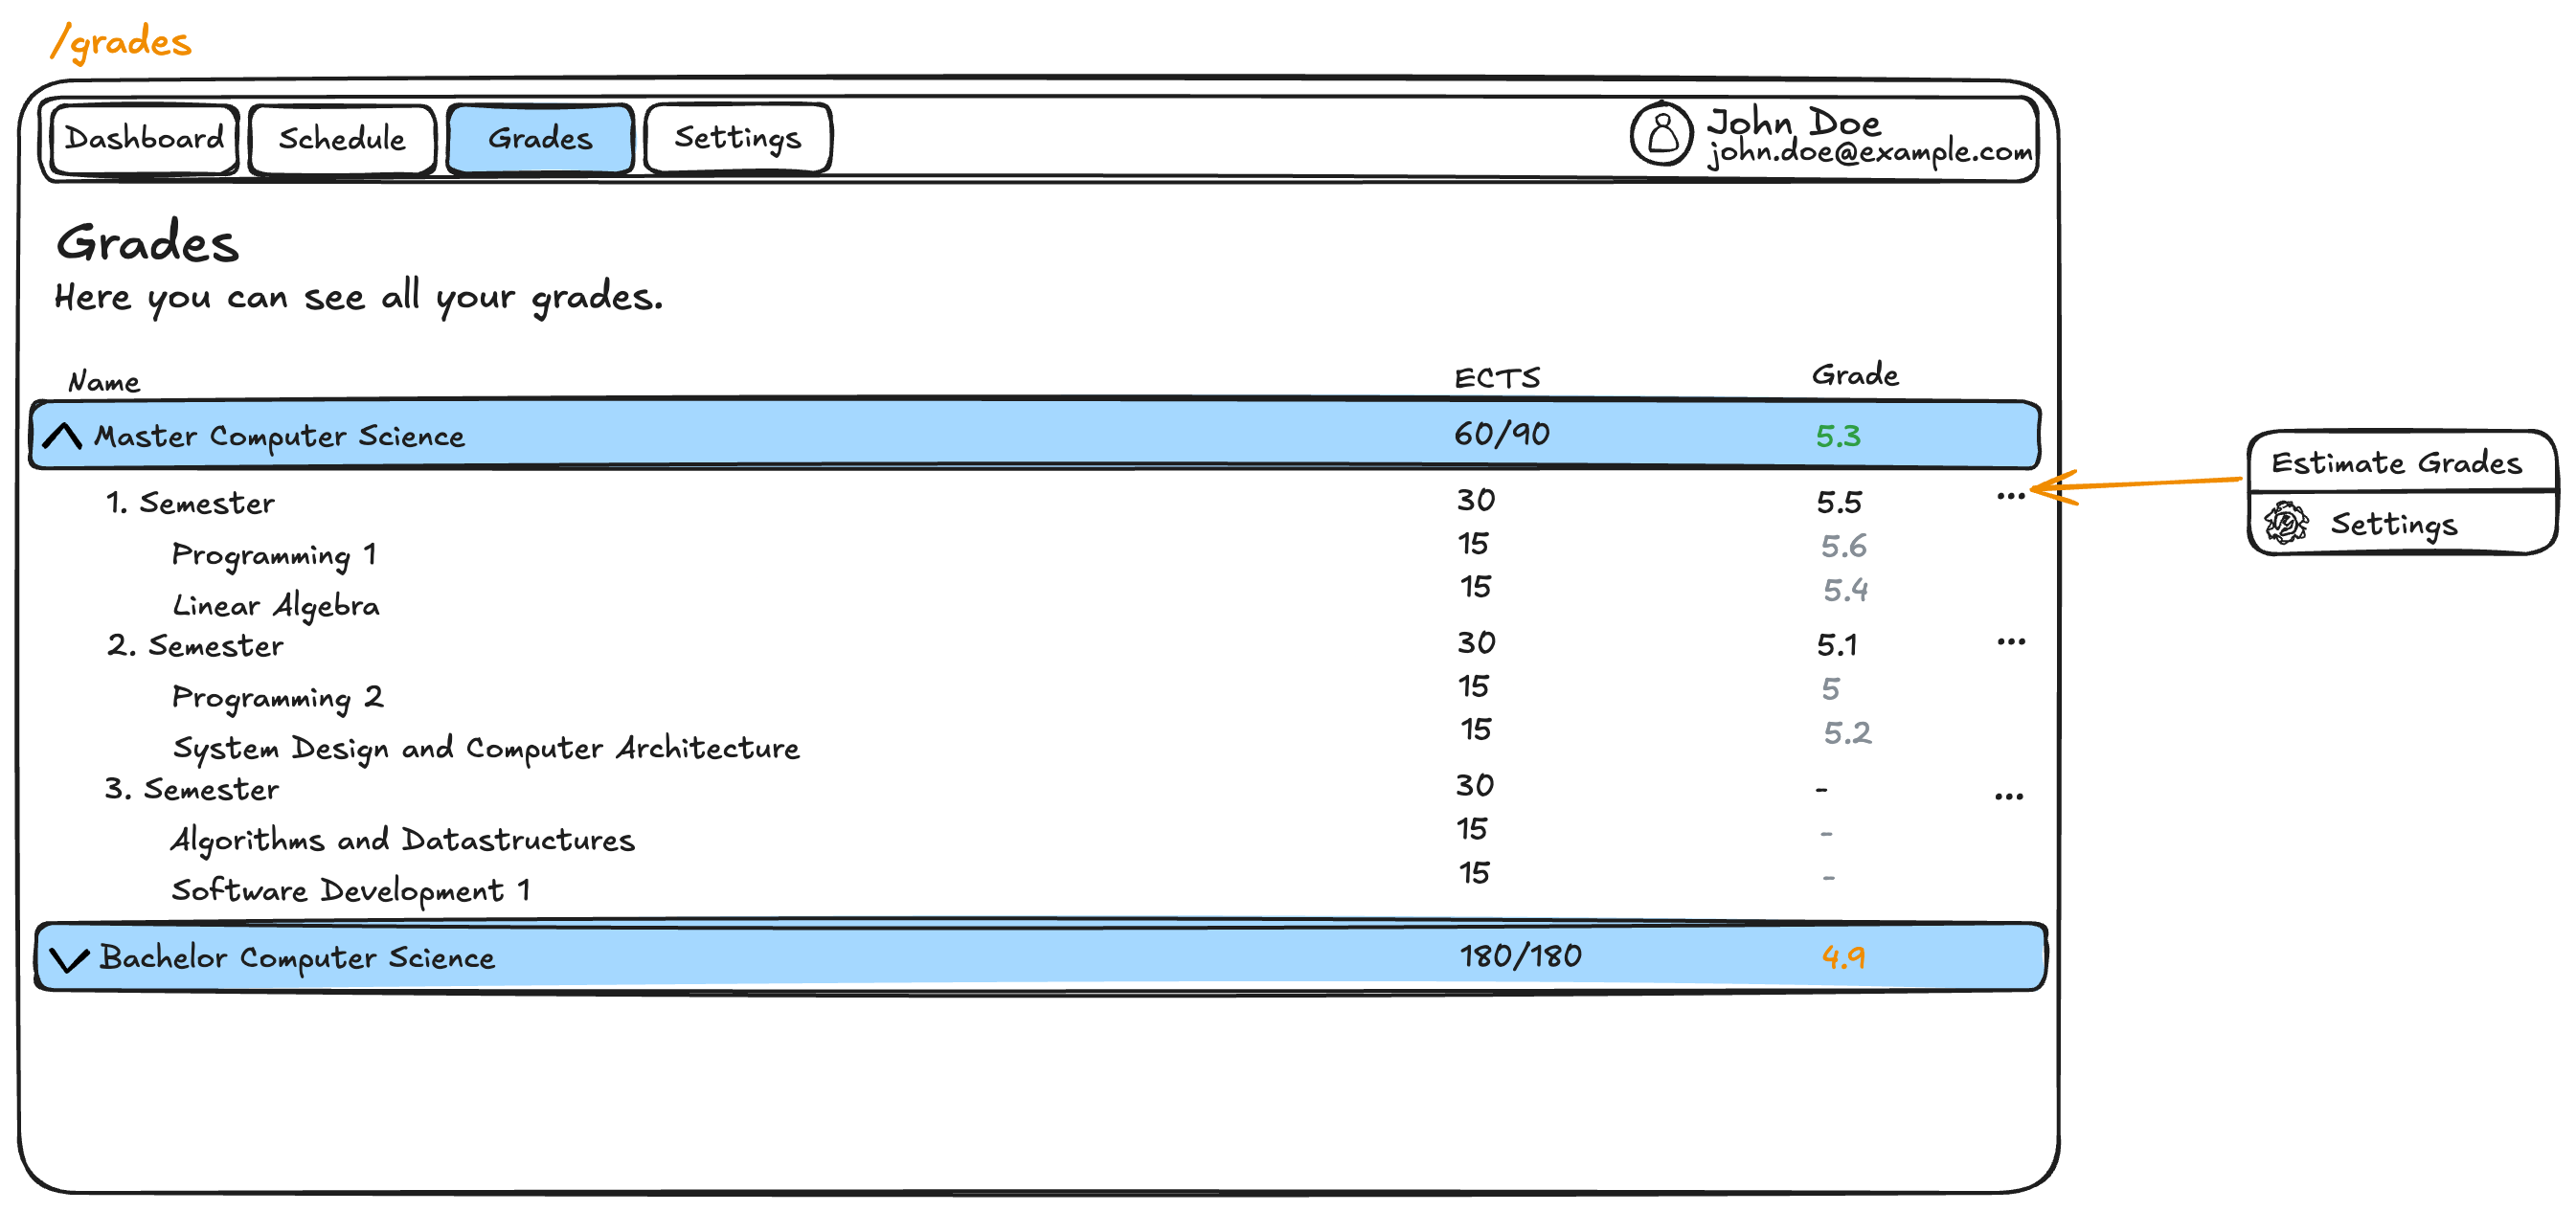 /grades
Dashboard Schedule Grades Settings John Doe
john.doe@example.com
Grades
Here you can see all your grades.
Name ECTS Grade
Master Computer Science 60/90 5.3
1. Semester 30 5.5 ...
Programming 1 15 5.6
Linear Algebra 15 5.4
2. Semester 30 5.1 ...
Programming 2 15 5
System Design and Computer Architecture 15 5.2
3. Semester 30 - ...
Algorithms and Datastructures 15 -
Software Development 1 15 -
Bachelor Computer Science 180/180 4.9
Estimate Grades
Settings